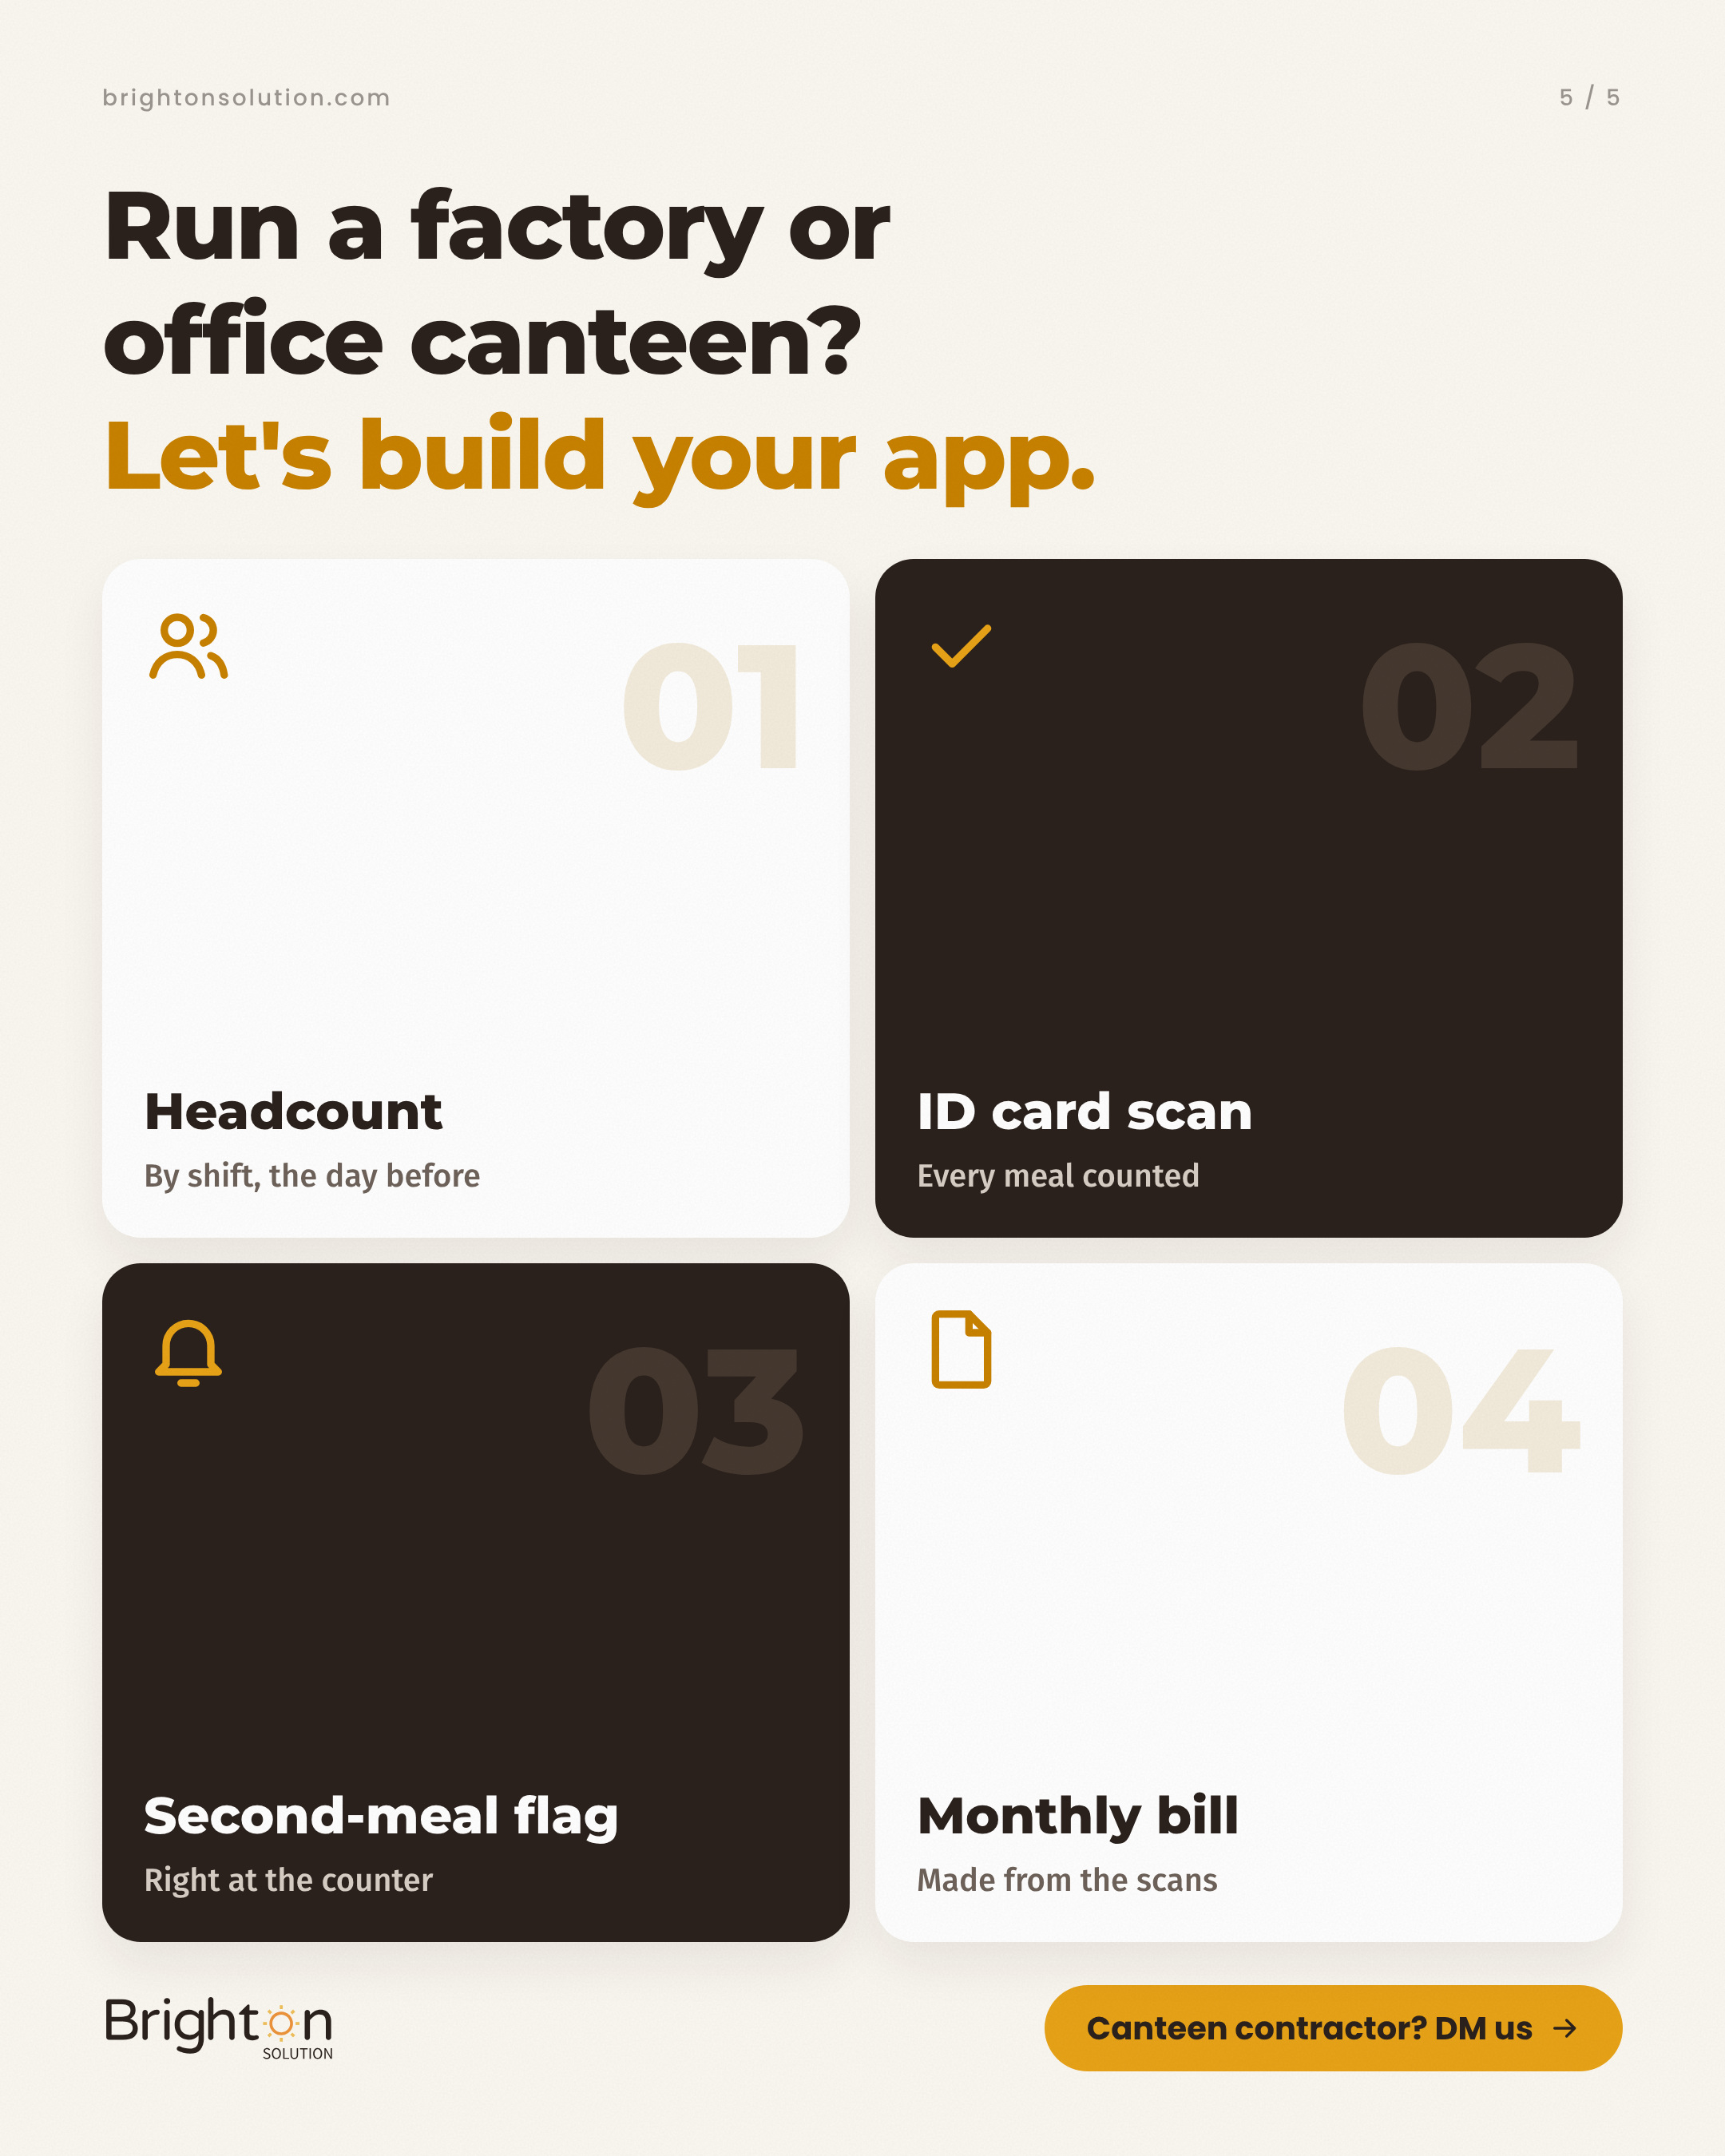 brightonsolution.com
5 / 5
Run a factory or
office canteen?
Let's build your app.
01
Headcount
By shift, the day before
02
ID card scan
Every meal counted
03
Second-meal flag
Right at the counter
04
Monthly bill
Made from the scans
Brighton
SOLUTION
Canteen contractor? DM us →